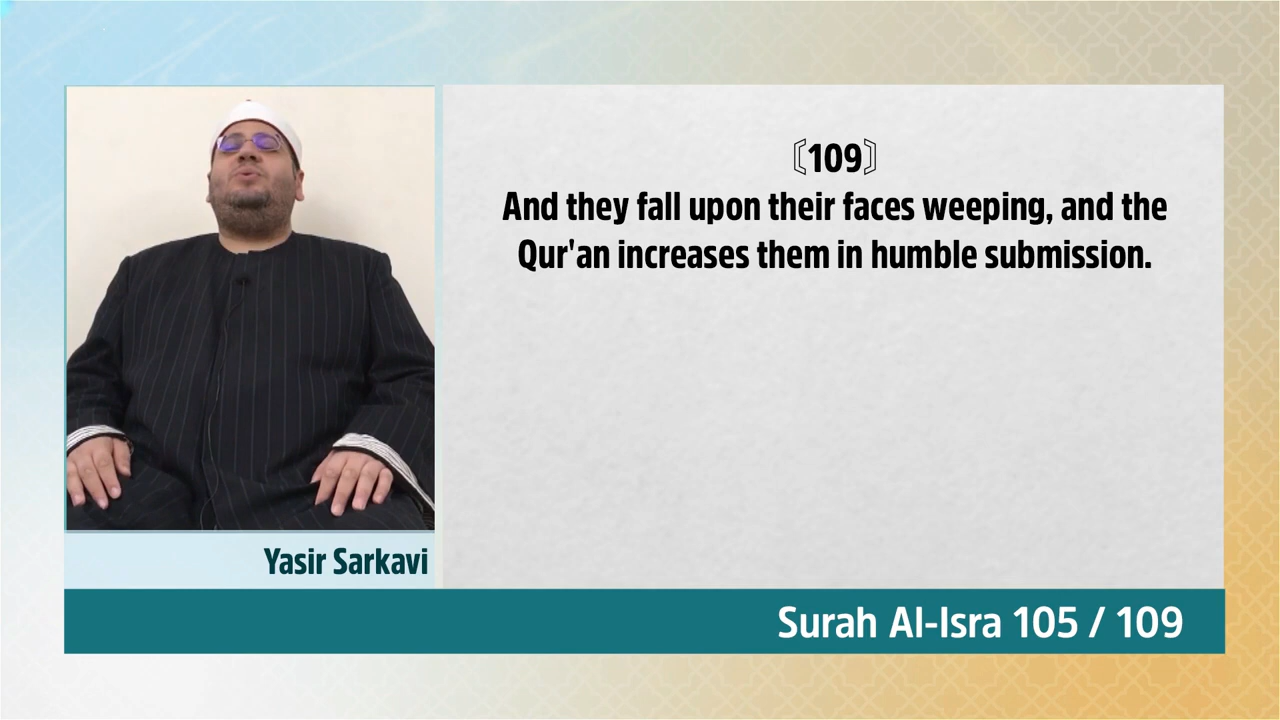 〘109〙
And they fall upon their faces weeping, and the
Qur'an increases them in humble submission.
Yasir Sarkavi
Surah Al-Isra 105 / 109